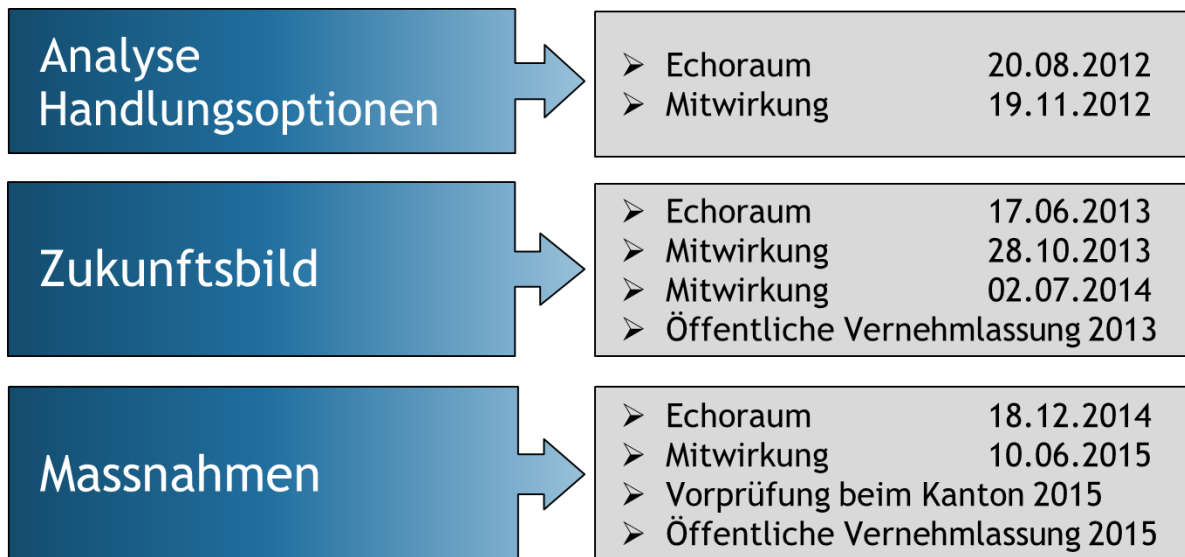 Analyse
Handlungsoptionen
➢ Echoraum 20.08.2012
➢ Mitwirkung 19.11.2012
Zukunftsbild
➢ Echoraum 17.06.2013
➢ Mitwirkung 28.10.2013
➢ Mitwirkung 02.07.2014
➢ Öffentliche Vernehmlassung 2013
Massnahmen
➢ Echoraum 18.12.2014
➢ Mitwirkung 10.06.2015
➢ Vorprüfung beim Kanton 2015
➢ Öffentliche Vernehmlassung 2015